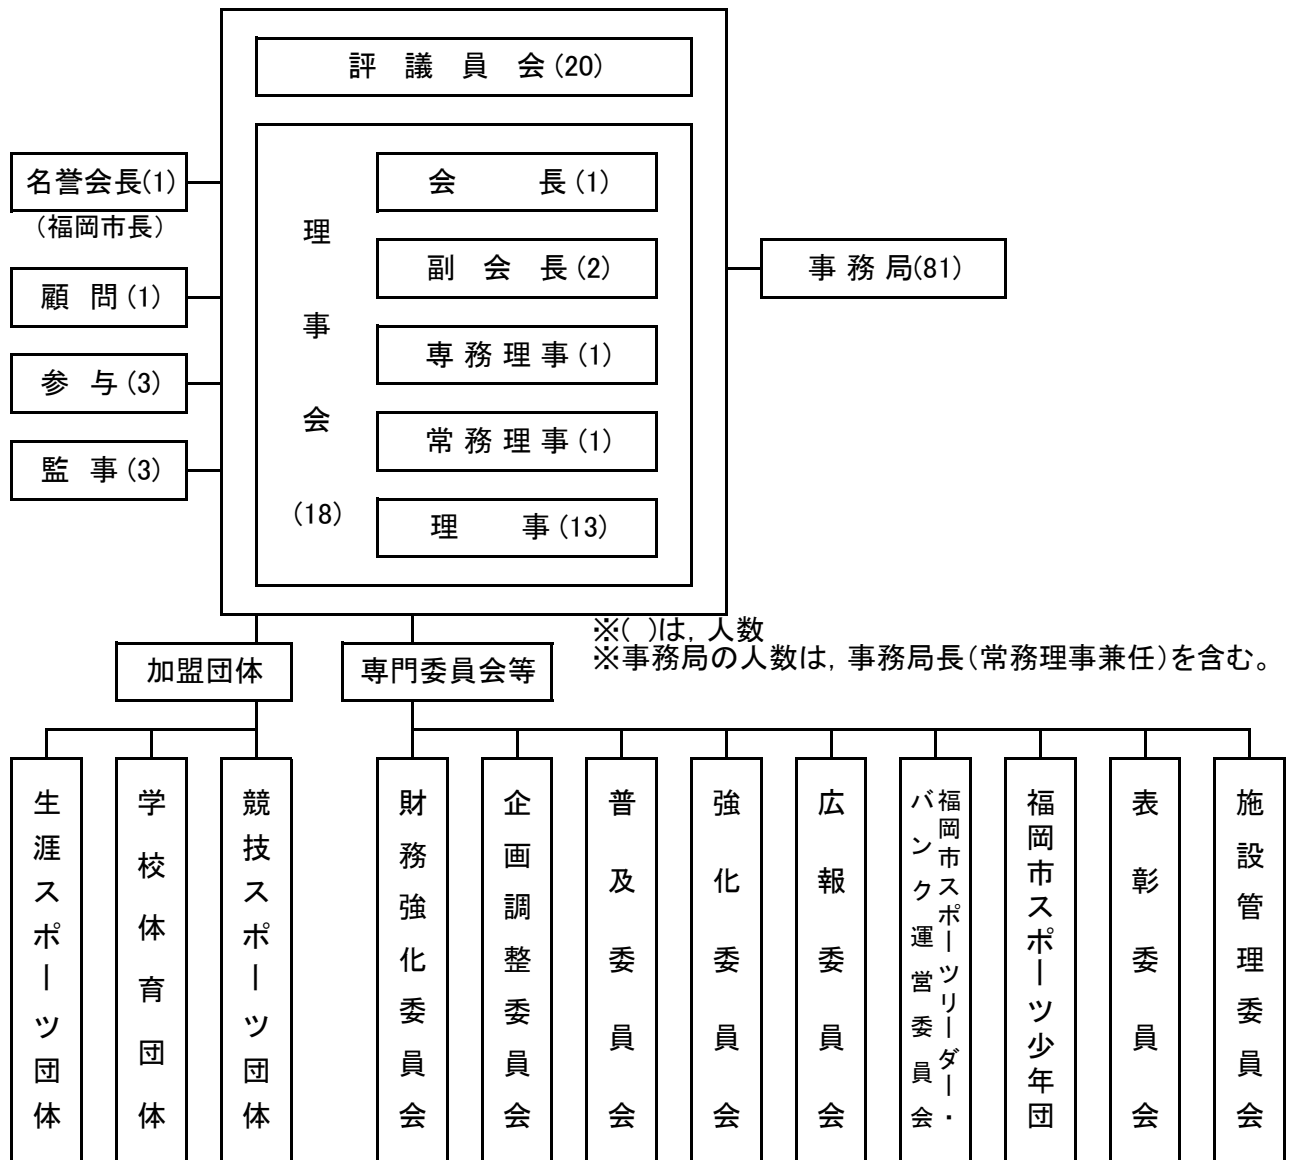 評議員会(20)
理事会(18)
会長(1)
副会長(2)
専務理事(1)
常務理事(1)
理事(13)
名誉会長(1)
(福岡市長)
顧問(1)
参与(3)
監事(3)
事務局(81)
※( )は，人数
※事務局の人数は，事務局長(常務理事兼任)を含む。
加盟団体
専門委員会等
生涯スポーツ団体
学校体育団体
競技スポーツ団体
財務強化委員会
企画調整委員会
普及委員会
強化委員会
広報委員会
福岡市スポーツリーダー・
バンク運営委員会
福岡市スポーツ少年団
表彰委員会
施設管理委員会